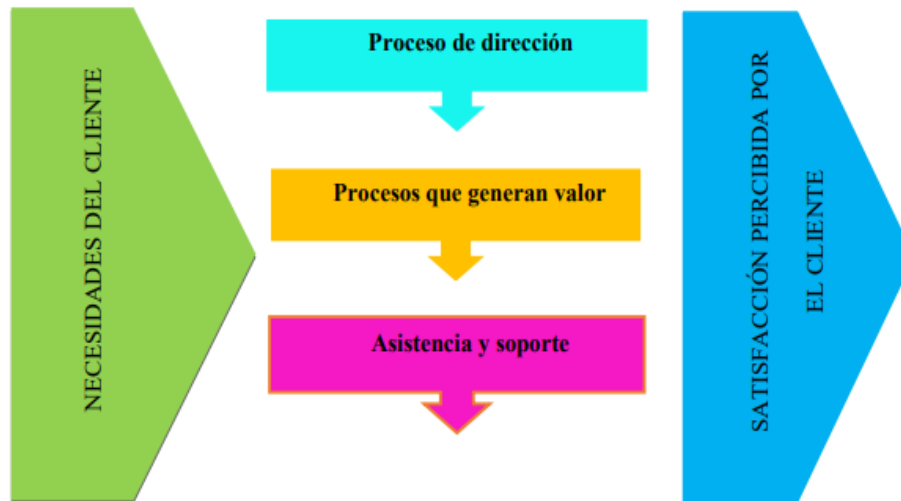 NECESIDADES DEL CLIENTE
Proceso de dirección
Procesos que generan valor
Asistencia y soporte
SATISFACCIÓN PERCIBIDA POR
EL CLIENTE